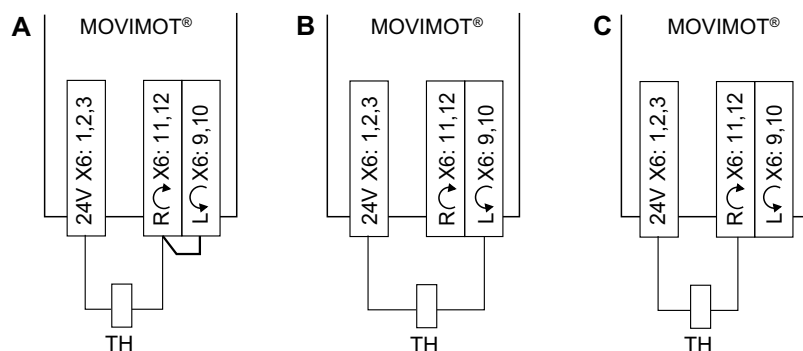 A MOVIMOT®
24V X6: 1,2,3
R X6: 11,12
L X6: 9,10
TH
B MOVIMOT®
24V X6: 1,2,3
R X6: 11,12
L X6: 9,10
TH
C MOVIMOT®
24V X6: 1,2,3
R X6: 11,12
L X6: 9,10
TH